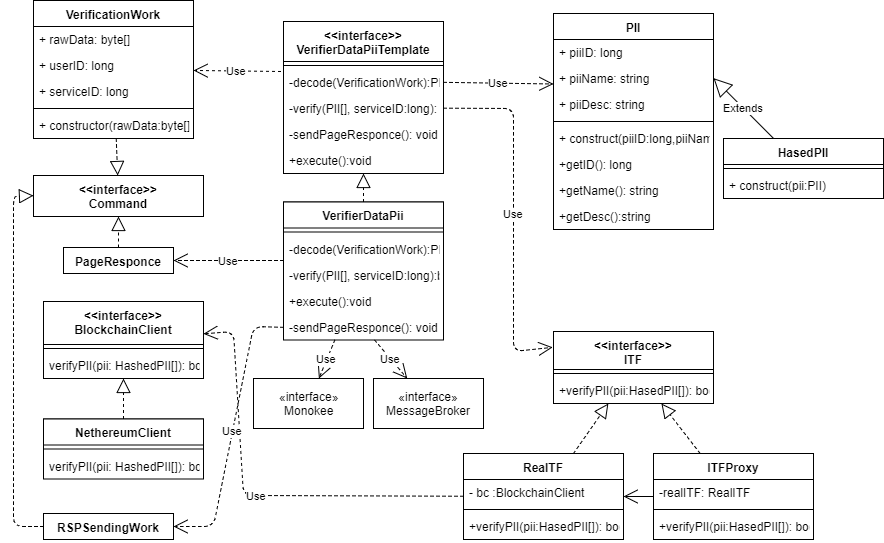 VerificationWork
+ rawData: byte[]
+ userID: long
+ serviceID: long
+ constructor(rawData:byte[]
Use
<<interface>>
VerifierDataPiiTemplate
-decode(VerificationWork):PI
-verify(PII[], serviceID:long):
-sendPageResponce(): void
+execute():void
Use
PII
+ piiID: long
+ piiName: string
+ piiDesc: string
+ construct(piiID:long,piiNam
+getID(): long
+getName(): string
+getDesc():string
Extends
HasedPII
+ construct(pii:PII)
<<interface>>
Command
PageResponce
Use
VerifierDataPii
-decode(VerificationWork):PI
-verify(PII[], serviceID:long):b
+execute():void
-sendPageResponce(): void
Use
<<interface>>
BlockchainClient
verifyPII(pii: HashedPII[]): bo
NethereumClient
verifyPII(pii: HashedPII[]): bo
Use
Use
Use
«interface»
Monokee
«interface»
MessageBroker
<<interface>>
ITF
+verifyPII(pii:HasedPII[]): bo
RealTF
- bc :BlockchainClient
+verifyPII(pii:HasedPII[]): bo
ITFProxy
-realITF: RealITF
+verifyPII(pii:HasedPII[]): bo
Use
RSPSendingWork